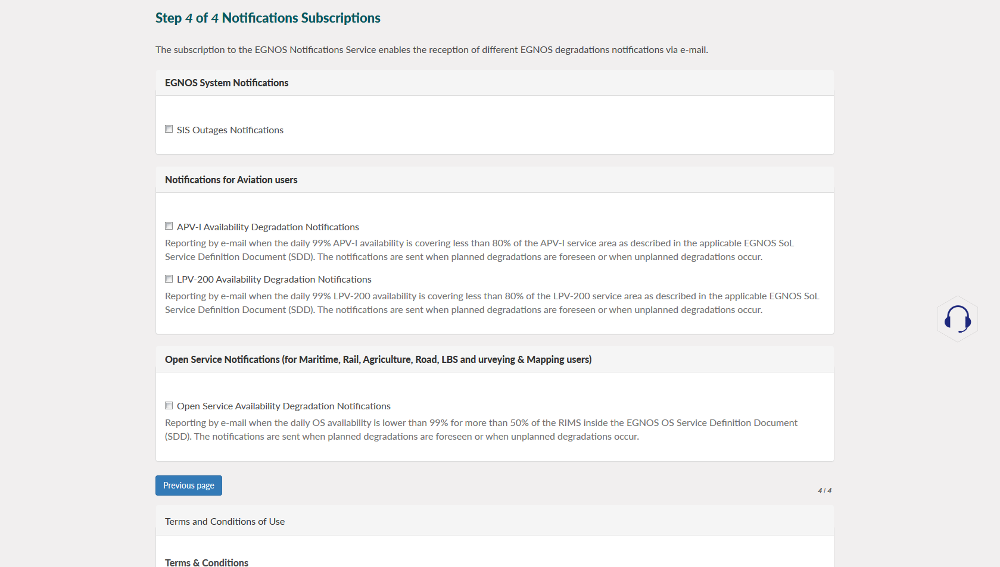 Step 4 of 4 Notifications Subscriptions
The subscription to the EGNOS Notifications Service enables the reception of different EGNOS degradations notifications via e-mail.
EGNOS System Notifications
SIS Outages Notifications
Notifications for Aviation users
APV-I Availability Degradation Notifications
Reporting by e-mail when the daily 99% APV-I availability is covering less than 80% of the APV-I service area as described in the applicable EGNOS SoL
Service Definition Document (SDD). The notifications are sent when planned degradations are foreseen or when unplanned degradations occur.
LPV-200 Availability Degradation Notifications
Reporting by e-mail when the daily 99% LPV-200 availability is covering less than 80% of the LPV-200 service area as described in the applicable EGNOS SoL
Service Definition Document (SDD). The notifications are sent when planned degradations are foreseen or when unplanned degradations occur.
Open Service Notifications (for Maritime, Rail, Agriculture, Road, LBS and urveying & Mapping users)
Open Service Availability Degradation Notifications
Reporting by e-mail when the daily OS availability is lower than 99% for more than 50% of the RIMS inside the EGNOS OS Service Definition Document
(SDD). The notifications are sent when planned degradations are foreseen or when unplanned degradations occur.
Previous page
4 / 4
Terms and Conditions of Use
Terms & Conditions